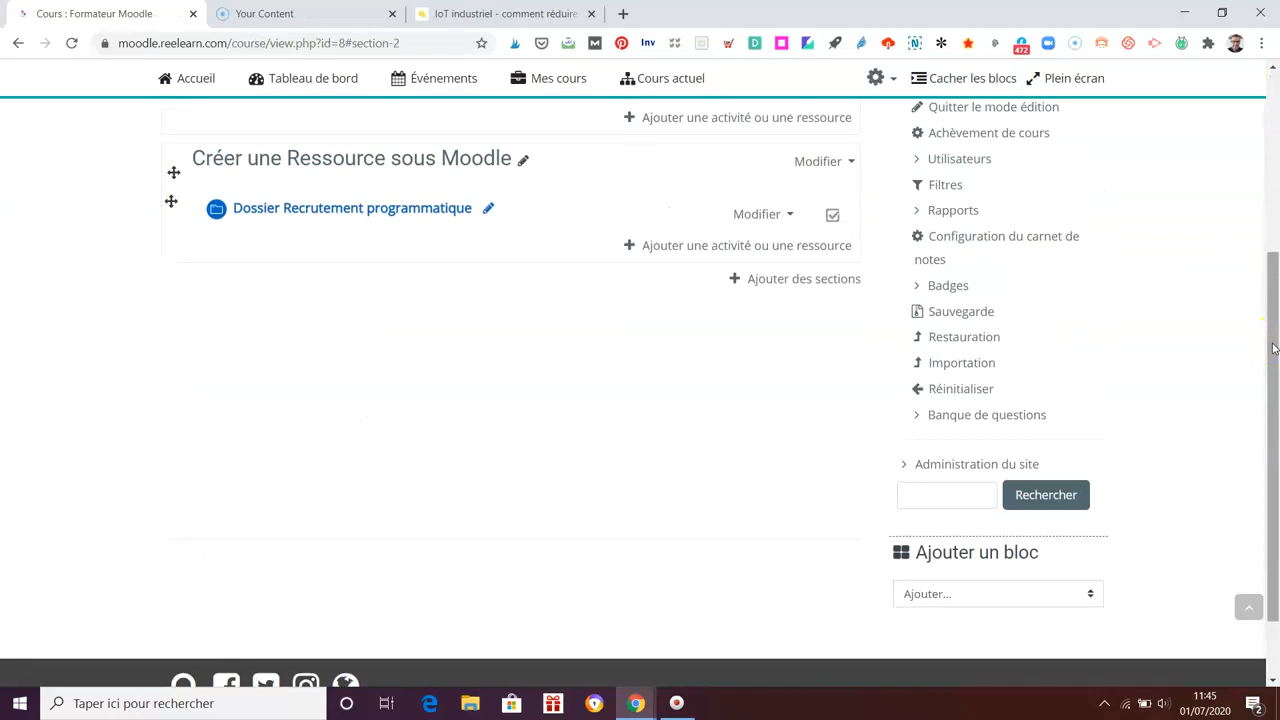 Cours : Formateur Moodle
Your Content
IoT industriel - comment réduire
moodle.reelearn.com/course/view.php?id=8#section-2
Inv
472
Accueil
Tableau de bord
Événements
Mes cours
Cours actuel
Cacher les blocs
Plein écran
Ajouter une activité ou une ressource
Créer une Ressource sous Moodle
Modifier
Dossier Recrutement programmatique
Modifier
Ajouter une activité ou une ressource
Ajouter des sections
Quitter le mode édition
Achèvement de cours
Utilisateurs
Filtres
Rapports
Configuration du carnet de
notes
Badges
Sauvegarde
Restauration
Importation
Réinitialiser
Banque de questions
Administration du site
Rechercher
Ajouter un bloc
Ajouter...
Taper ici pour rechercher
11:45
01/07/2020
2